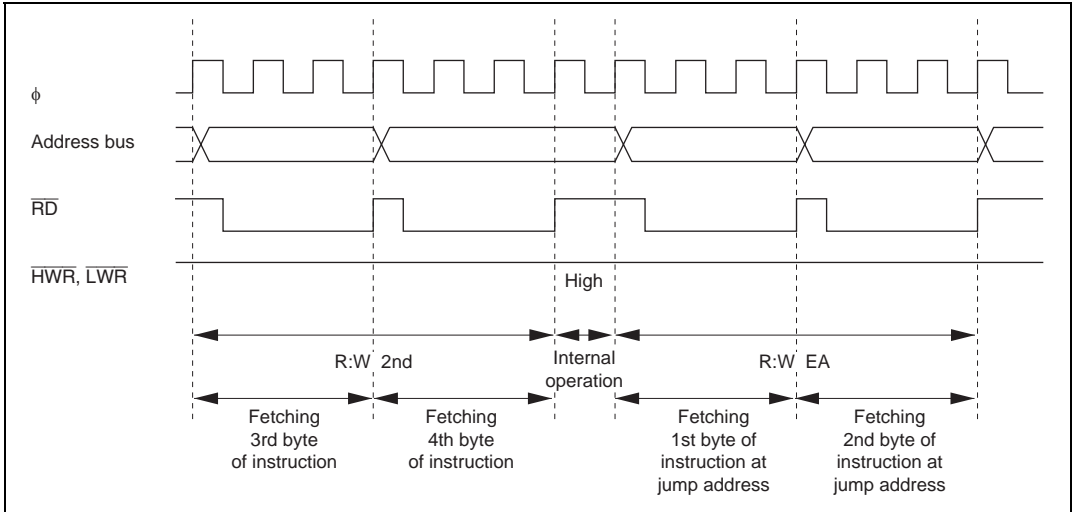 ϕ
Address bus
RD
HWR, LWR
High
R:W 2nd
Internal
operation
R:W EA
Fetching
3rd byte
of instruction
Fetching
4th byte
of instruction
Fetching
1st byte of
instruction at
jump address
Fetching
2nd byte of
instruction at
jump address